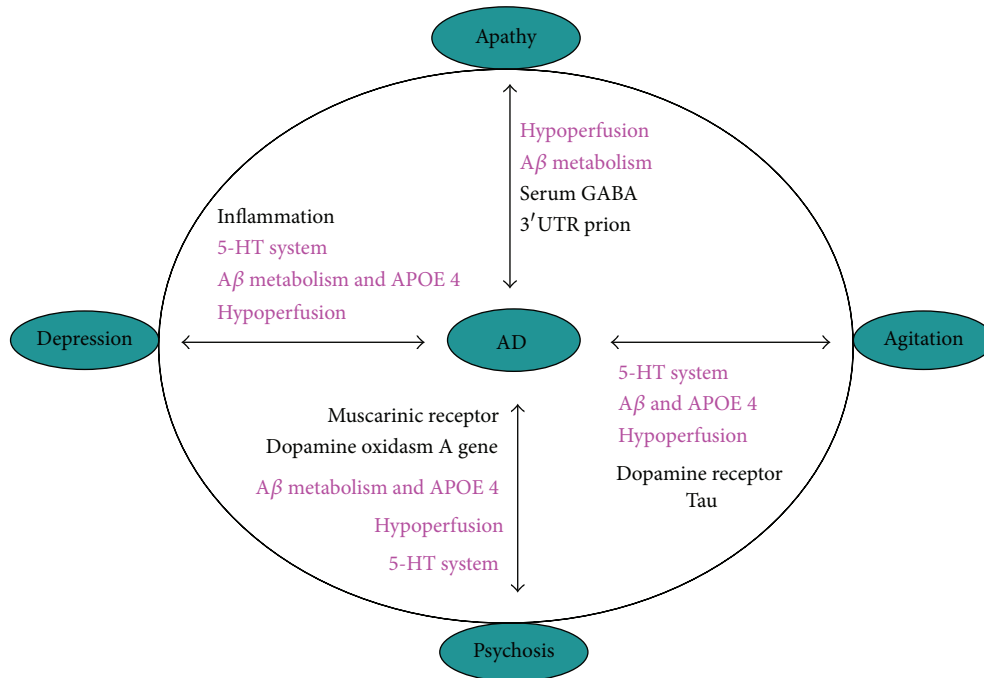 Apathy
Hypoperfusion
Aβ metabolism
Serum GABA
3′UTR prion
Inflammation
5-HT system
Aβ metabolism and APOE 4
Hypoperfusion
Depression
AD
Agitation
5-HT system
Aβ and APOE 4
Hypoperfusion
Dopamine receptor
Tau
Muscarinic receptor
Dopamine oxidasm A gene
Aβ metabolism and APOE 4
Hypoperfusion
5-HT system
Psychosis